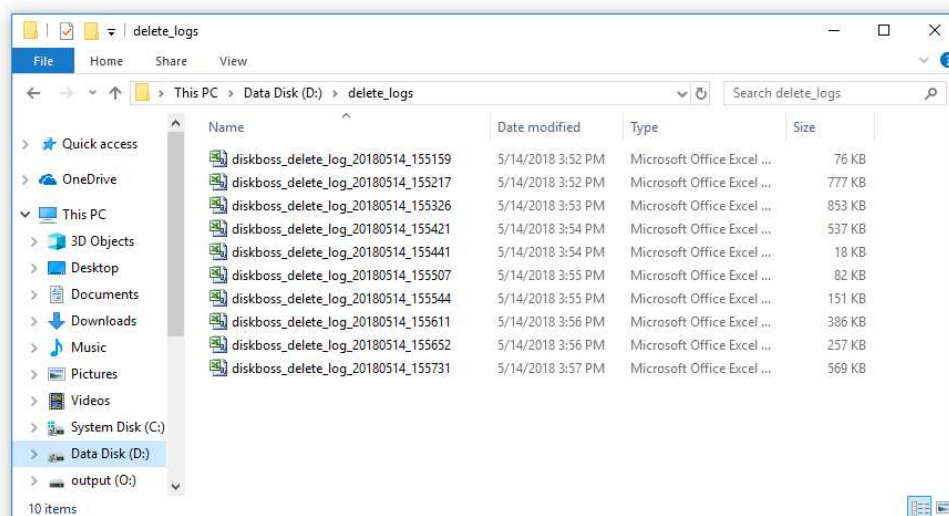 delete_logs
File Home Share View
This PC > Data Disk (D:) > delete_logs Search delete_logs
Name Date modified Type Size
Quick access
OneDrive
This PC
3D Objects
Desktop
Documents
Downloads
Music
Pictures
Videos
System Disk (C:)
Data Disk (D:)
output (O:)
diskboss_delete_log_20180514_155159 5/14/2018 3:52 PM Microsoft Office Excel ... 76 KB
diskboss_delete_log_20180514_155217 5/14/2018 3:52 PM Microsoft Office Excel ... 777 KB
diskboss_delete_log_20180514_155326 5/14/2018 3:53 PM Microsoft Office Excel ... 853 KB
diskboss_delete_log_20180514_155421 5/14/2018 3:54 PM Microsoft Office Excel ... 537 KB
diskboss_delete_log_20180514_155441 5/14/2018 3:54 PM Microsoft Office Excel ... 18 KB
diskboss_delete_log_20180514_155507 5/14/2018 3:55 PM Microsoft Office Excel ... 82 KB
diskboss_delete_log_20180514_155544 5/14/2018 3:55 PM Microsoft Office Excel ... 151 KB
diskboss_delete_log_20180514_155611 5/14/2018 3:56 PM Microsoft Office Excel ... 386 KB
diskboss_delete_log_20180514_155652 5/14/2018 3:56 PM Microsoft Office Excel ... 257 KB
diskboss_delete_log_20180514_155731 5/14/2018 3:57 PM Microsoft Office Excel ... 569 KB
10 items